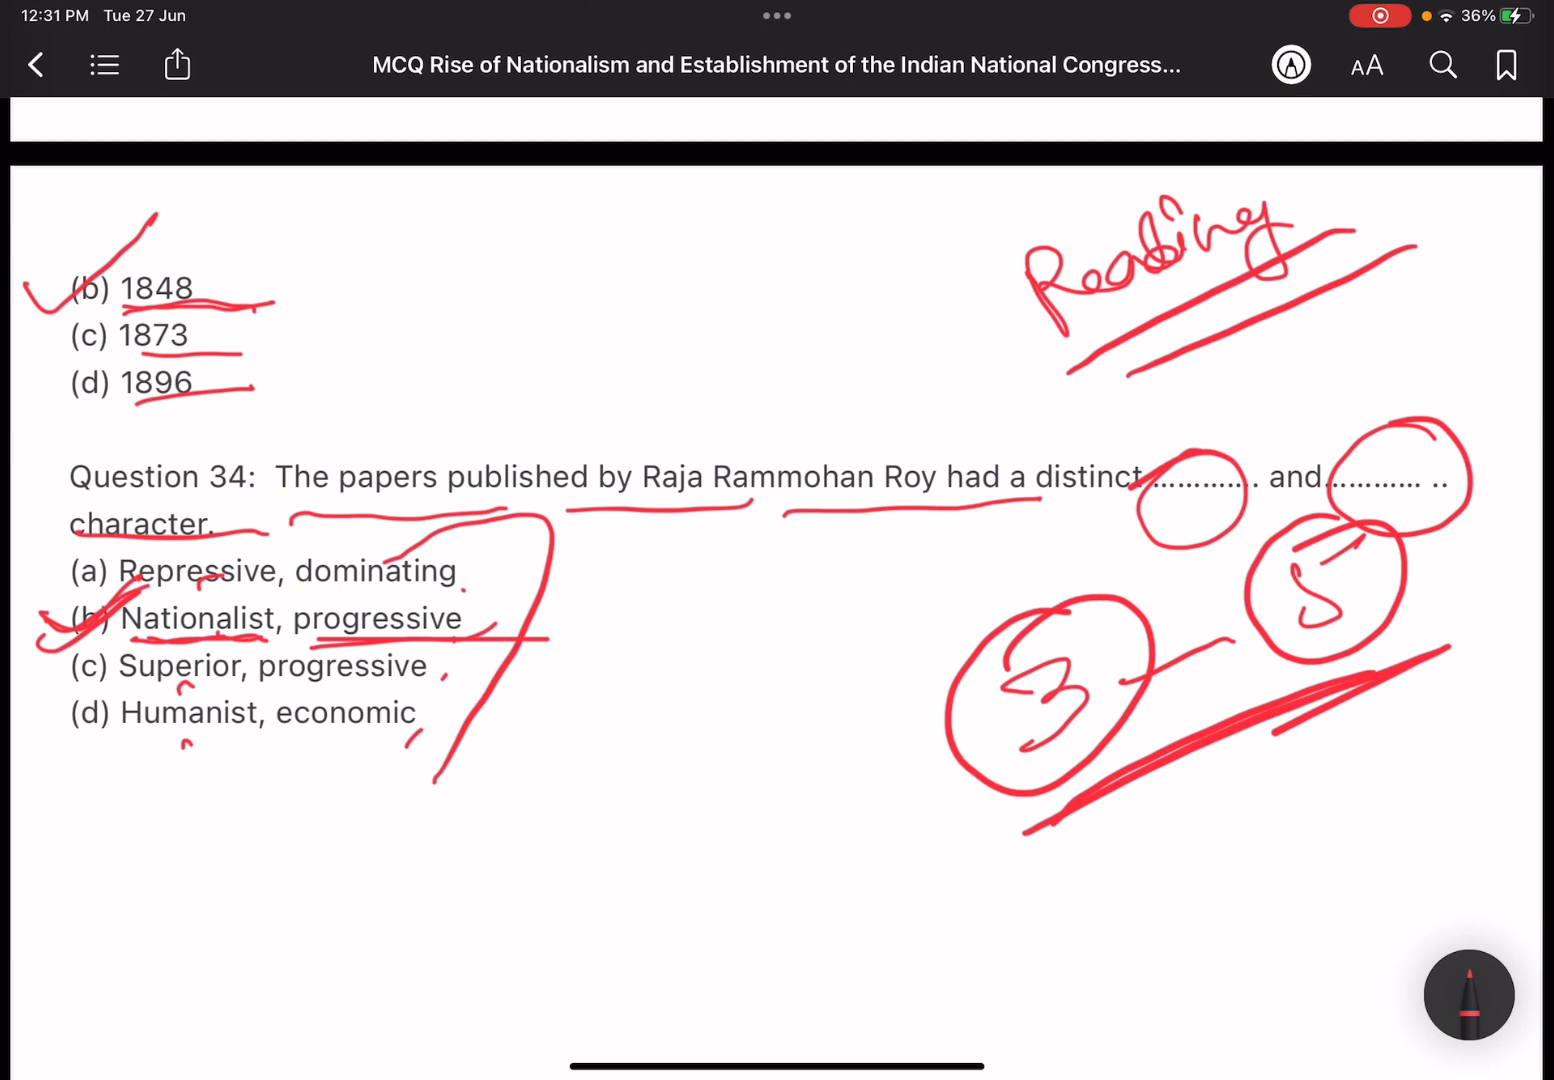 12:31 PM Tue 27 Jun
36%
MCQ Rise of Nationalism and Establishment of the Indian National Congress...
AA
Reading
(b) 1848
(c) 1873
(d) 1896
Question 34: The papers published by Raja Rammohan Roy had a distinct ............. and............ ..
character.
(a) Repressive, dominating
(b) Nationalist, progressive
(c) Superior, progressive
(d) Humanist, economic
3 - 5